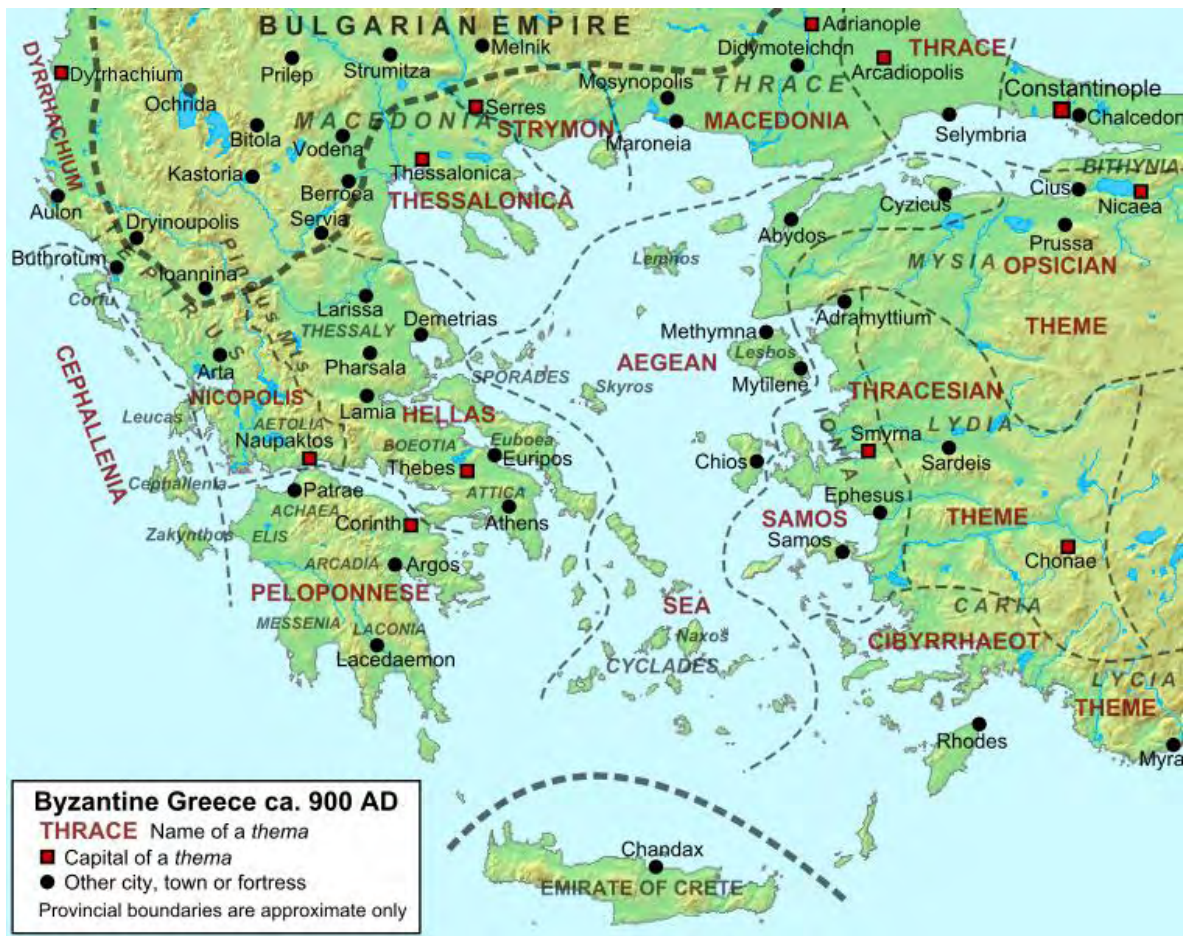 BULGARIAN EMPIRE
Adrianople
Melnik
Didymoteichon
THRACE
DYRRHACHIUM
Dyrrhachium
Prilep
Strumitza
Arcadiopolis
Mosynopolis
THRACE
Ochrida
Serres
Constantinople
MACEDONIA
STRYMON
MACEDONIA
Chalcedon
Bitola
Vodena
Maroneia
Selymbria
Thessalonica
BITHYNIA
Kastoria
Berroea
THESSALONICA
Cius
Nicaea
Aulon
Cyzicus
Dryinoupolis
Servia
Abydos
Prussa
EPIRUS
Pindus Mts
Buthrotum
Lemnos
MYSIA
OPSICIAN
Ioannina
Corfu
Larissa
Adramyttium
THESSALY
Demetrias
Methymna
THEME
CEPHALLENIA
Arta
Pharsala
AEGEAN
Lesbos
SPORADES
Mytilene
Skyros
NICOPOLIS
Lamia
THRACESIAN
Leucas
HELLAS
AETOLIA
LYDIA
IONIA
Naupaktos
BOEOTIA
Euboea
Smyrna
Thebes
Euripos
Chios
Sardeis
Cephallenia
Patrae
ATTICA
Ephesus
ACHAEA
Corinth
Athens
SAMOS
THEME
Zakynthos
ELIS
Samos
Chonae
ARCADIA
Argos
PELOPONNESE
SEA
CARIA
MESSENIA
LACONIA
Naxos
CIBYRRHAEOT
Lacedaemon
CYCLADES
LYCIA
THEME
Rhodes
Myra
Byzantine Greece ca. 900 AD
THRACE Name of a thema
Capital of a thema
Other city, town or fortress
Provincial boundaries are approximate only
Chandax
EMIRATE OF CRETE